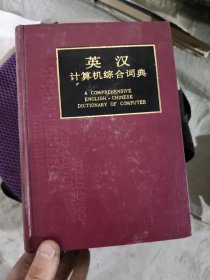 英汉
计算机综合词典
A COMPREHENSIVE
ENGLISH-CHINESE
DICTIONARY OF COMPUTER